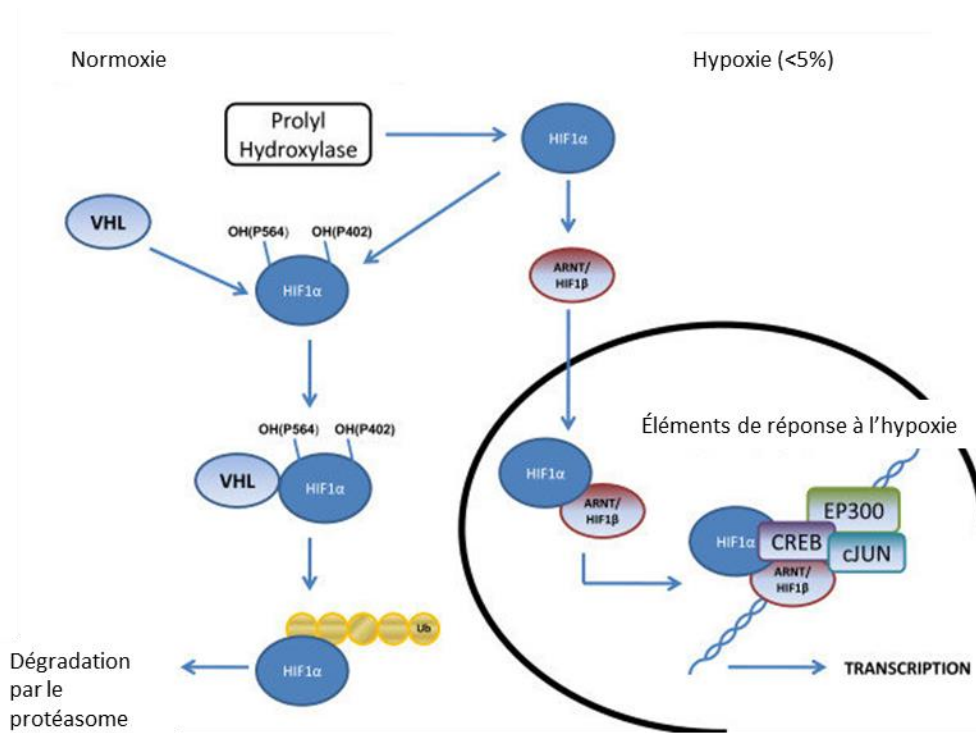 Normoxie
Hypoxie (<5%)
Prolyl
Hydroxylase
HIF1α
VHL
OH(P564)
OH(P402)
HIF1α
ARNT/
HIF1β
OH(P564)
OH(P402)
VHL
HIF1α
Ub
HIF1α
Dégradation
par le
protéasome
Éléments de réponse à l’hypoxie
HIF1α
ARNT/
HIF1β
HIF1α
CREB
EP300
cJUN
ARNT/
HIF1β
TRANSCRIPTION